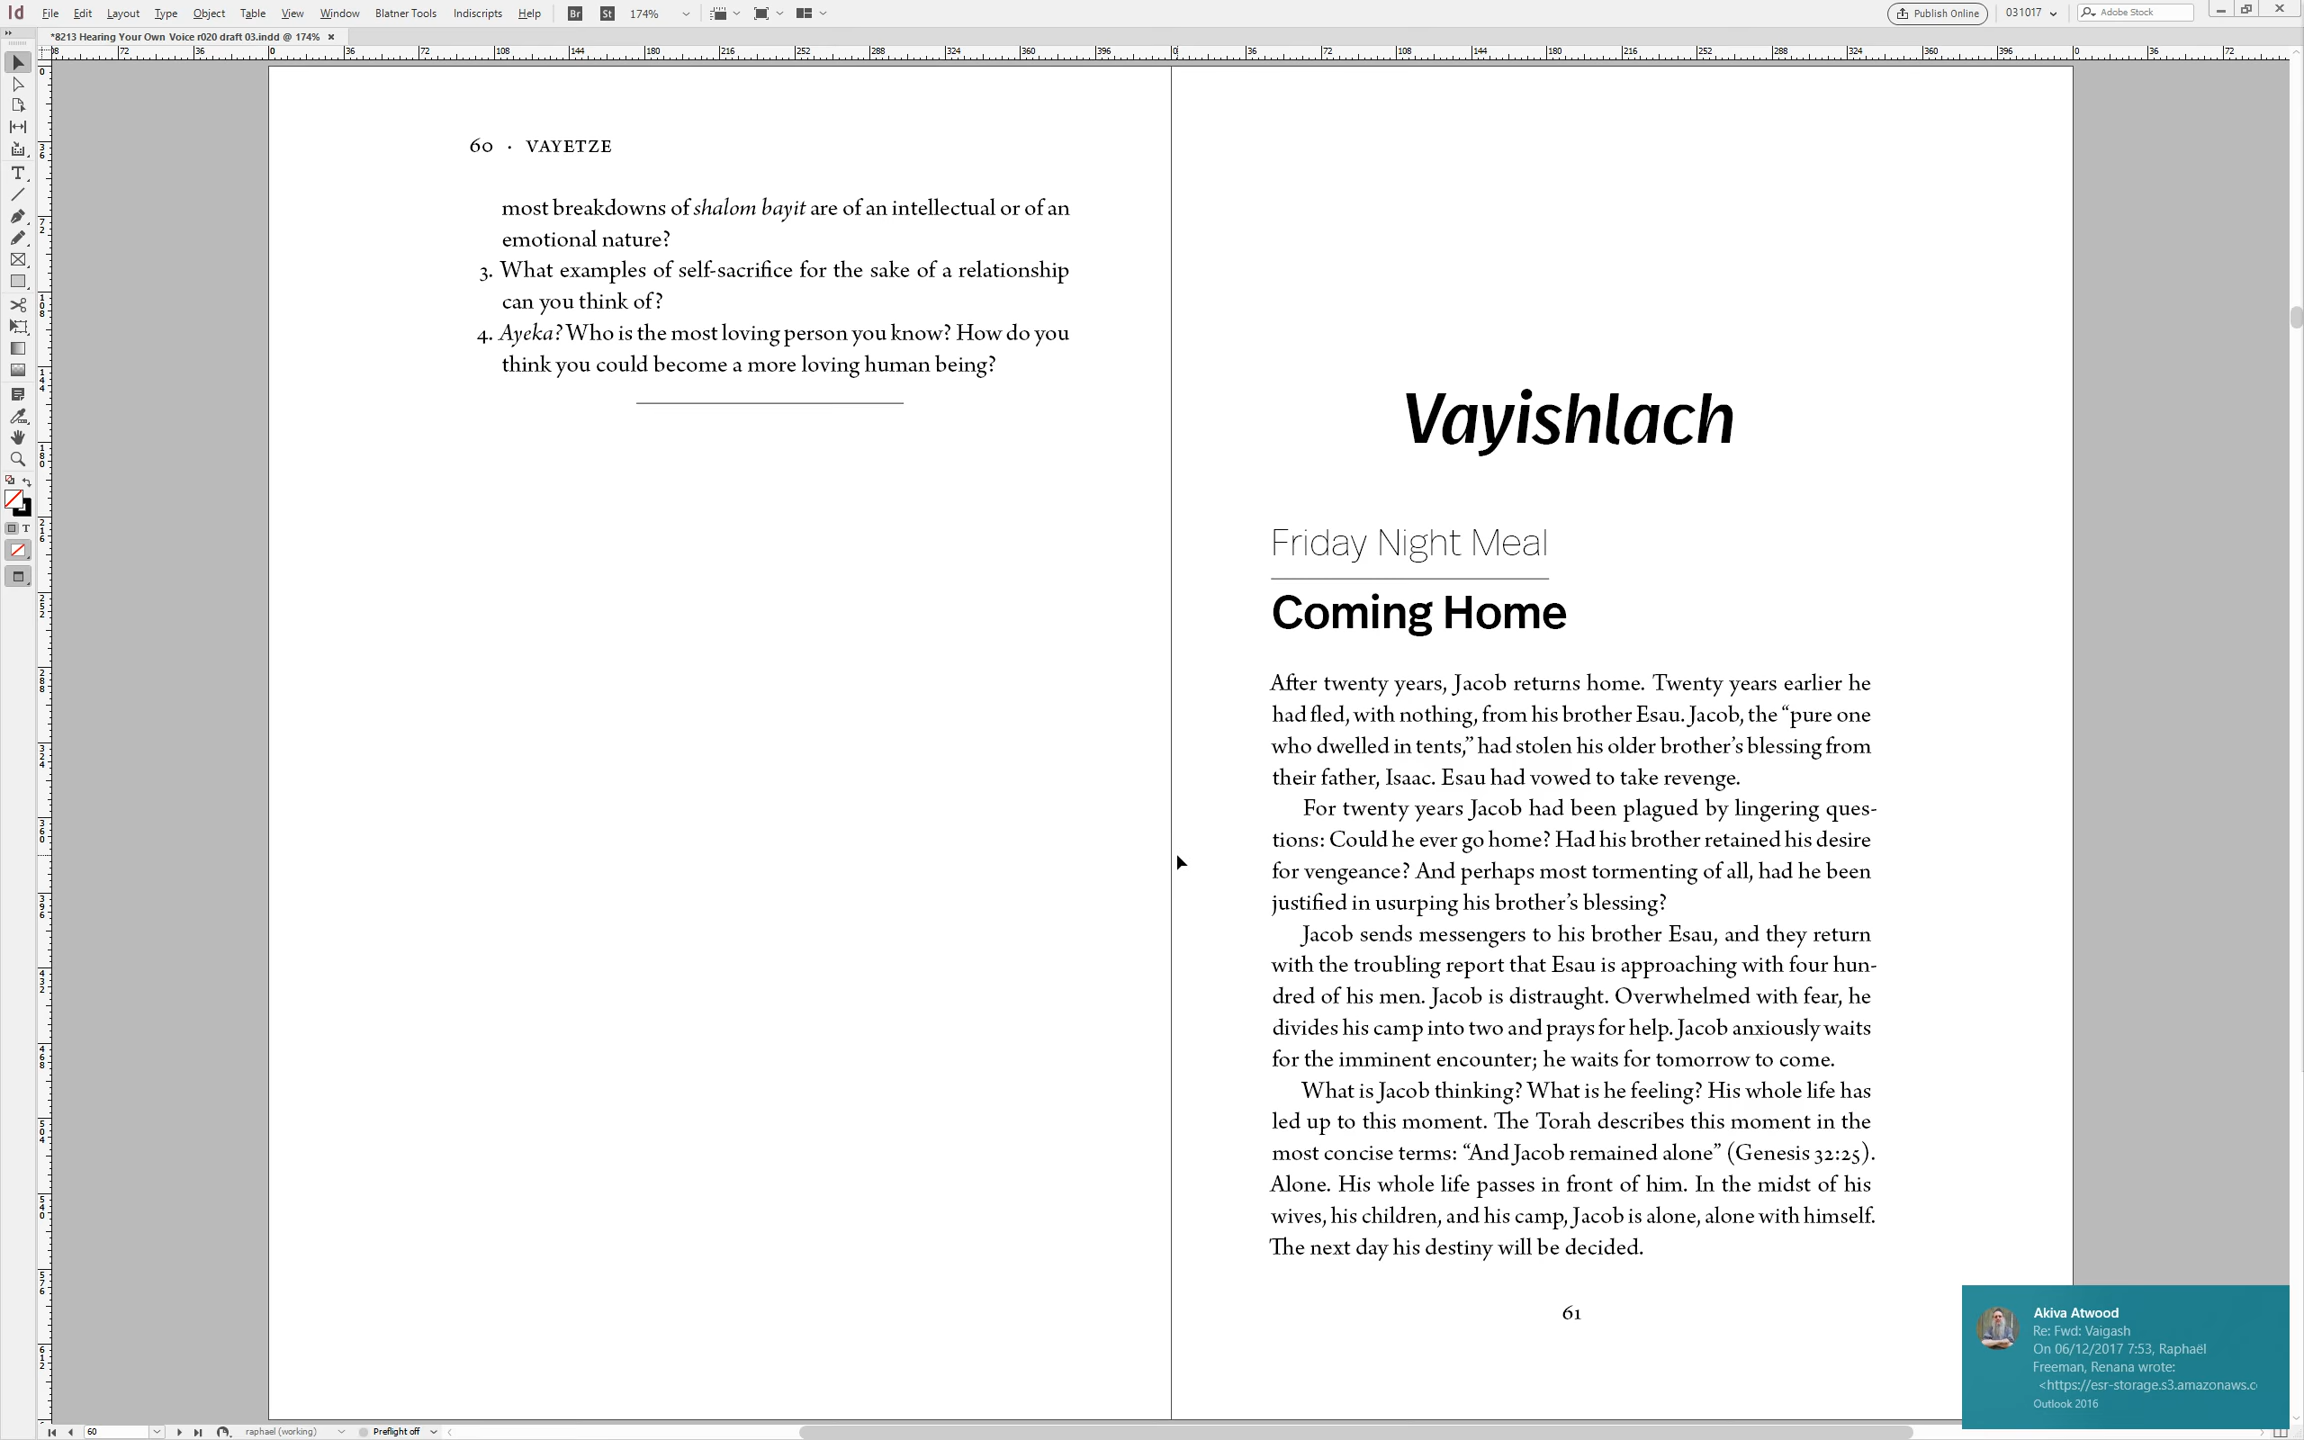 File Edit Layout Type Object Table View Window Blatner Tools Indiscripts Help Br St 174% Publish Online 031017 Adobe Stock
*8213 Hearing Your Own Voice r020 draft 03.indd @ 174% ×
60 · VAYETZE
most breakdowns of shalom bayit are of an intellectual or of an
emotional nature?
3. What examples of self-sacrifice for the sake of a relationship
can you think of?
4. Ayeka? Who is the most loving person you know? How do you
think you could become a more loving human being?
Vayishlach
Friday Night Meal
Coming Home
After twenty years, Jacob returns home. Twenty years earlier he
had fled, with nothing, from his brother Esau. Jacob, the “pure one
who dwelled in tents,” had stolen his older brother’s blessing from
their father, Isaac. Esau had vowed to take revenge.
For twenty years Jacob had been plagued by lingering ques-
tions: Could he ever go home? Had his brother retained his desire
for vengeance? And perhaps most tormenting of all, had he been
justified in usurping his brother’s blessing?
Jacob sends messengers to his brother Esau, and they return
with the troubling report that Esau is approaching with four hun-
dred of his men. Jacob is distraught. Overwhelmed with fear, he
divides his camp into two and prays for help. Jacob anxiously waits
for the imminent encounter; he waits for tomorrow to come.
What is Jacob thinking? What is he feeling? His whole life has
led up to this moment. The Torah describes this moment in the
most concise terms: “And Jacob remained alone” (Genesis 32:25).
Alone. His whole life passes in front of him. In the midst of his
wives, his children, and his camp, Jacob is alone, alone with himself.
The next day his destiny will be decided.
61
Akiva Atwood
Re: Fwd: Vaigash
On 06/12/2017 7:53, Raphaël
Freeman, Renana wrote:
<https://esr-storage.s3.amazonaws.c
Outlook 2016
60 raphael (working) Preflight off